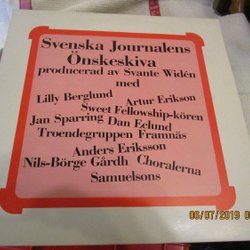 Svenska Journalens
Önskeskiva
producerad av Svante Widén
med
Lilly Berglund Artur Erikson
Sweet Fellowship-kören
Jan Sparring Dan Eclund
Troendegruppen Framnäs
Anders Eriksson
Nils-Börge Gårdh Choralerna
Samuelsons
06/07/2019